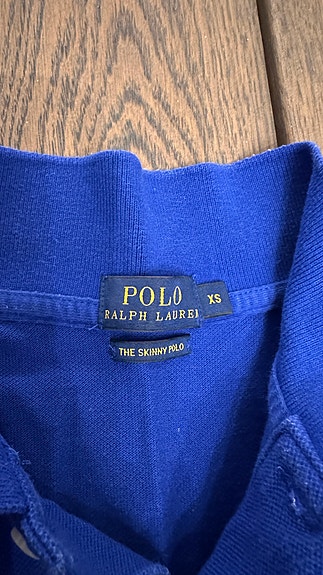 POLO
RALPH LAUREN
XS
THE SKINNY POLO